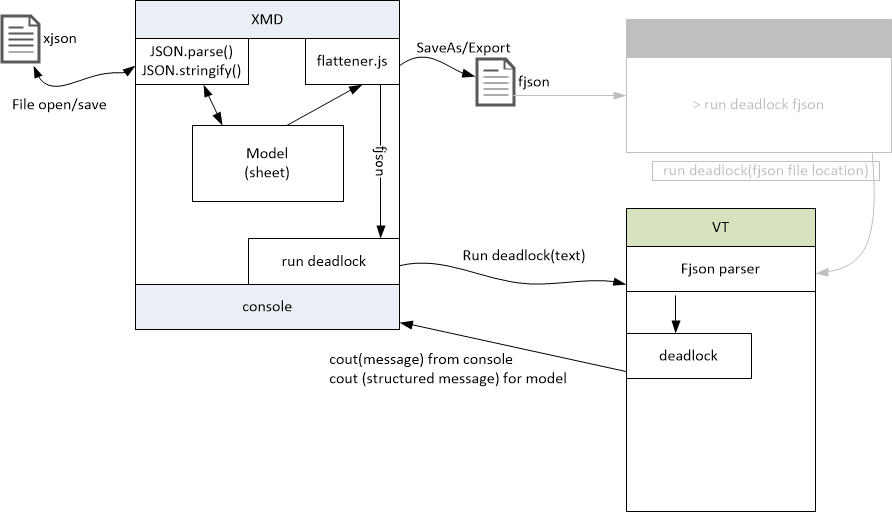 XMD
xjson
JSON.parse()
JSON.stringify()
flattener.js
SaveAs/Export
fjson
File open/save
> run deadlock fjson
Model
(sheet)
fjson
run deadlock(fjson file location)
VT
run deadlock
Run deadlock(text)
Fjson parser
console
cout(message) from console
cout (structured message) for model
deadlock